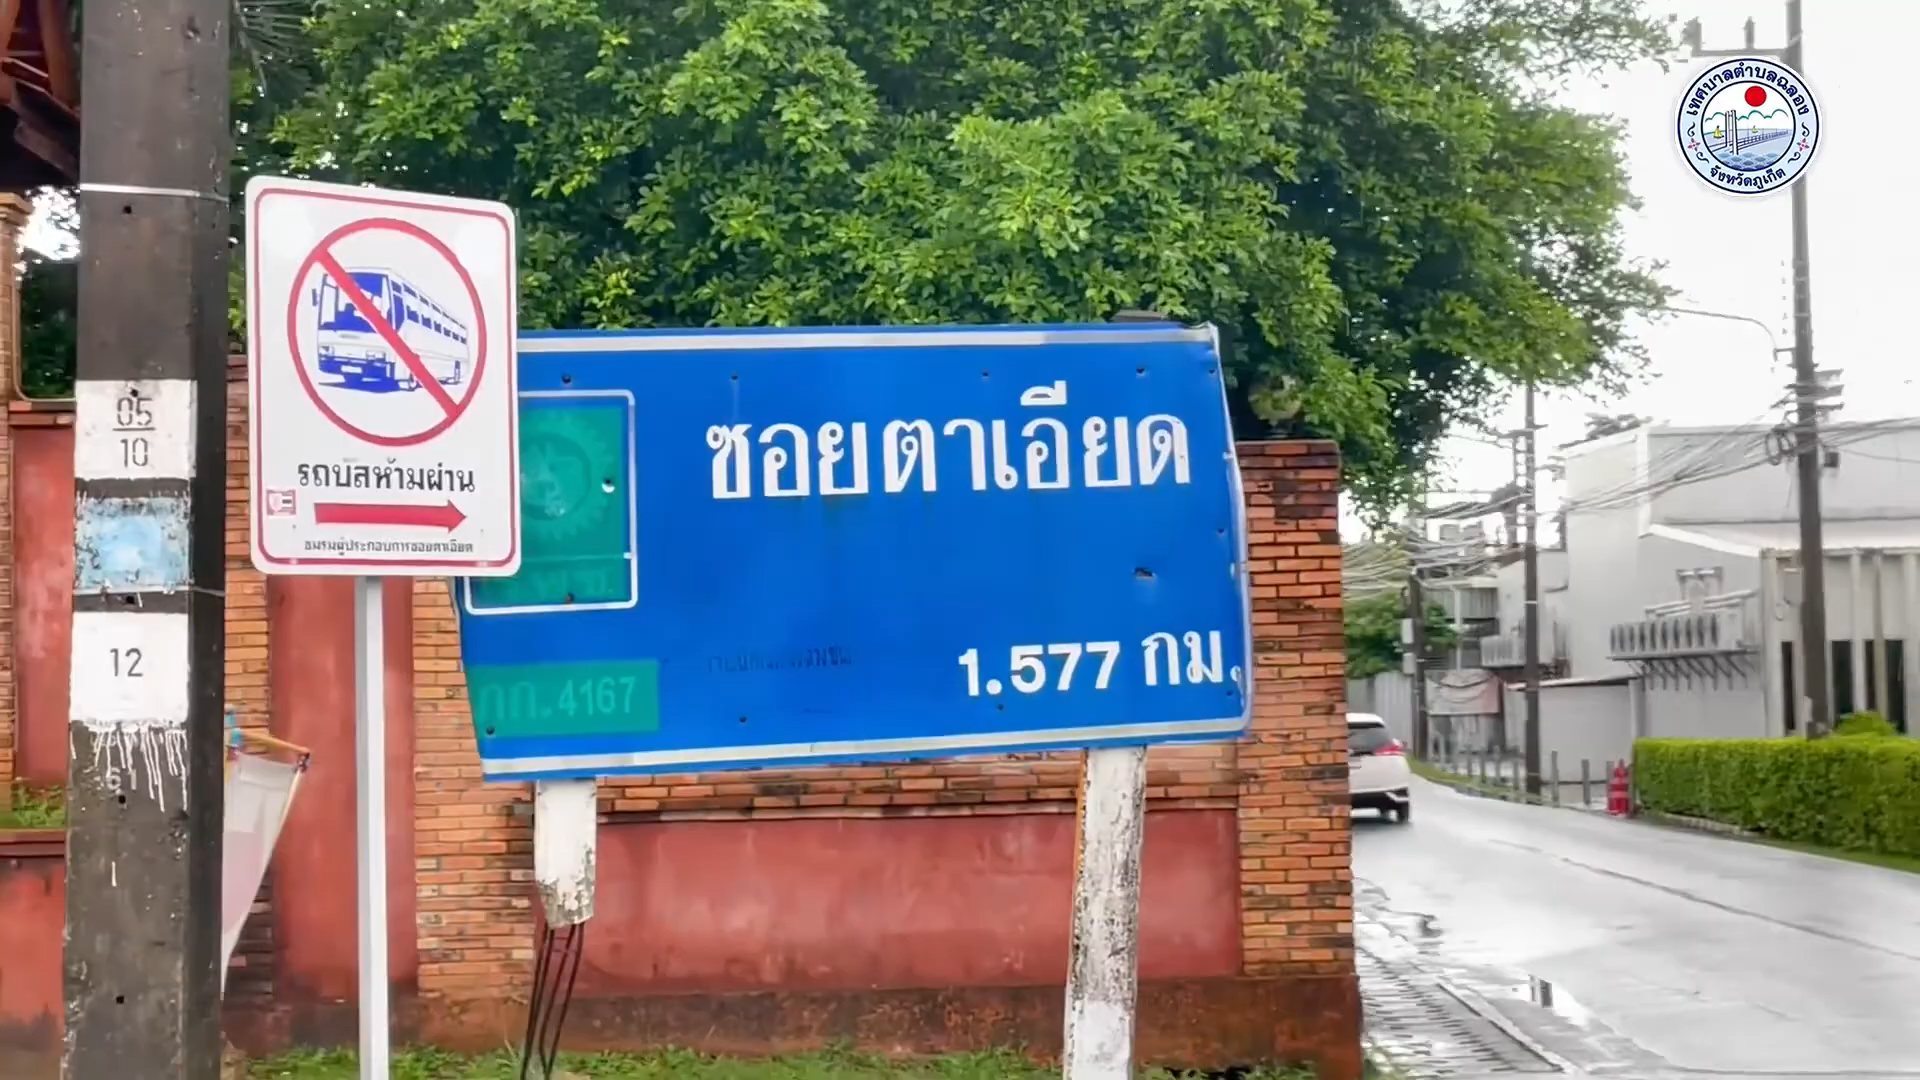 เทศบาลตำบลฉลอง
จังหวัดภูเก็ต
05
10
12
รถบัสห้ามผ่าน
ชมรมผู้ประกอบการซอยตาเอียด
ซอยตาเอียด
1.577 กม.
ภก.4167